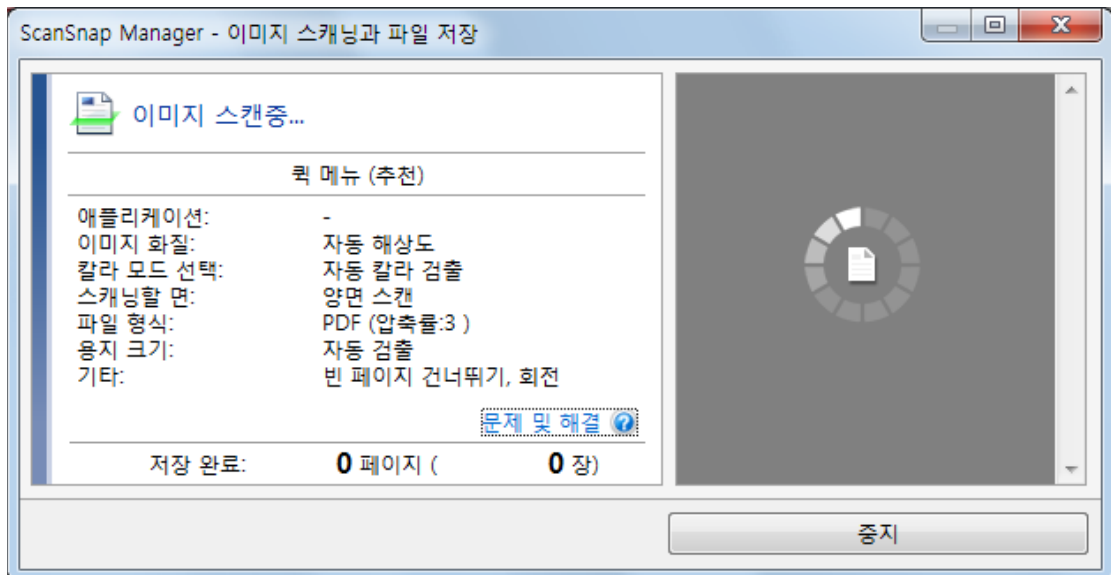 ScanSnap Manager - 이미지 스캐닝과 파일 저장
이미지 스캔중...
퀵 메뉴 (추천)
애플리케이션: -
이미지 화질: 자동 해상도
칼라 모드 선택: 자동 칼라 검출
스캐닝할 면: 양면 스캔
파일 형식: PDF (압축률:3 )
용지 크기: 자동 검출
기타: 빈 페이지 건너뛰기, 회전
문제 및 해결 ?
저장 완료: 0 페이지 ( 0 장)
중지